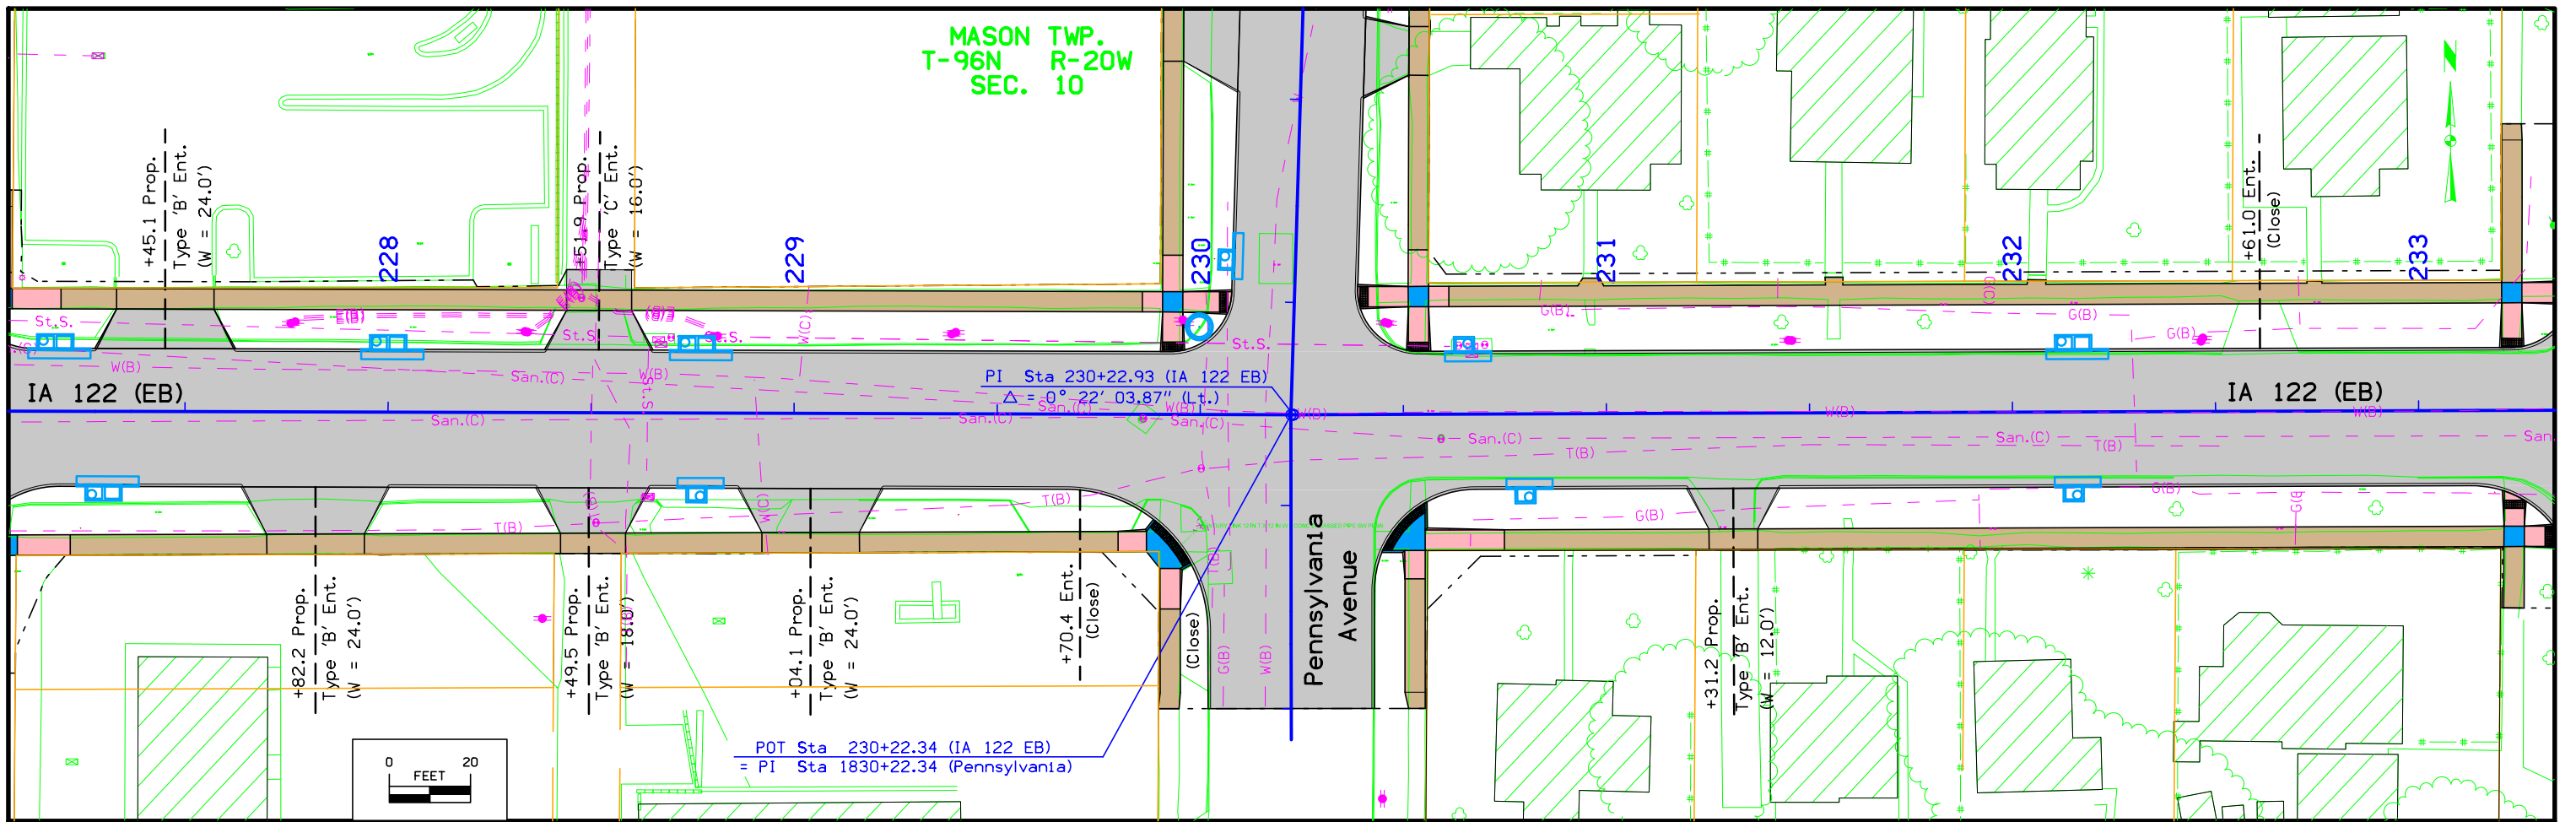 MASON TWP.
T-96N R-20W
SEC. 10
N
+45.1 Prop.
Type 'B' Ent.
(W = 24.0')
+51.9 Prop.
Type 'C' Ent.
(W = 16.0')
+61.0 Ent.
(Close)
228
229
230
231
232
233
St.S.
E(B)
St.S.
St.S.
W(C)
St.S.
G(B)
G(B)
G(B)
W(B)
San.(C)
W(B)
St.S.
IA 122 (EB)
IA 122 (EB)
PI Sta 230+22.93 (IA 122 EB)
△ = 0° 22' 03.87" (Lt.)
San.(C)
San.(C)
San.(C)
W(B)
San.(C)
W(B)
W(B)
W(B)
San.(C)
San.(C)
San.
T(B)
T(B)
T(B)
T(B)
T(B)
W(C)
T(B)
G(B)
G(B)
G(B)
G(B)
W(B)
+82.2 Prop.
Type 'B' Ent.
(W = 24.0')
+49.5 Prop.
Type 'B' Ent.
(W = 18.0')
+04.1 Prop.
Type 'B' Ent.
(W = 24.0')
+70.4 Ent.
(Close)
(Close)
Pennsylvania
Avenue
+31.2 Prop.
Type 'B' Ent.
(W = 12.0')
POT Sta 230+22.34 (IA 122 EB)
= PI Sta 1830+22.34 (Pennsylvania)
0 20
FEET